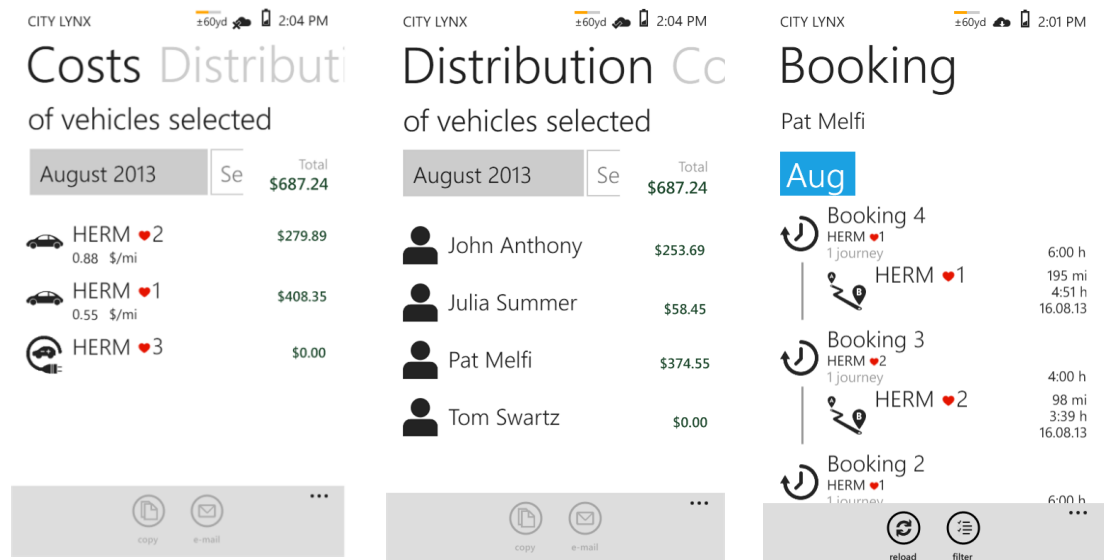 CITY LYNX ±60yd 2:04 PM
Costs Distributi
of vehicles selected
August 2013 Se Total
$687.24
HERM ❤2 $279.89
0.88 $/mi
HERM ❤1 $408.35
0.55 $/mi
HERM ❤3 $0.00
copy e-mail
CITY LYNX ±60yd 2:04 PM
Distribution Co
of vehicles selected
August 2013 Se Total
$687.24
John Anthony $253.69
Julia Summer $58.45
Pat Melfi $374.55
Tom Swartz $0.00
copy e-mail
CITY LYNX ±60yd 2:01 PM
Booking
Pat Melfi
Aug
Booking 4
HERM ❤1
1 journey 6:00 h
A B HERM ❤1 195 mi
4:51 h
16.08.13
Booking 3
HERM ❤2
1 journey 4:00 h
A B HERM ❤2 98 mi
3:39 h
16.08.13
Booking 2
HERM ❤1
1 journey 6:00 h
reload filter